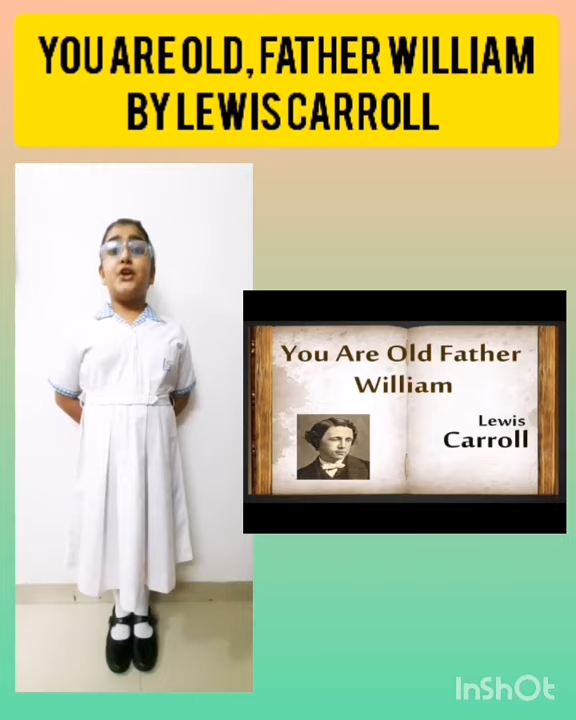 YOU ARE OLD, FATHER WILLIAM
BY LEWIS CARROLL
You Are Old Father
William
Lewis
Carroll
InShOt